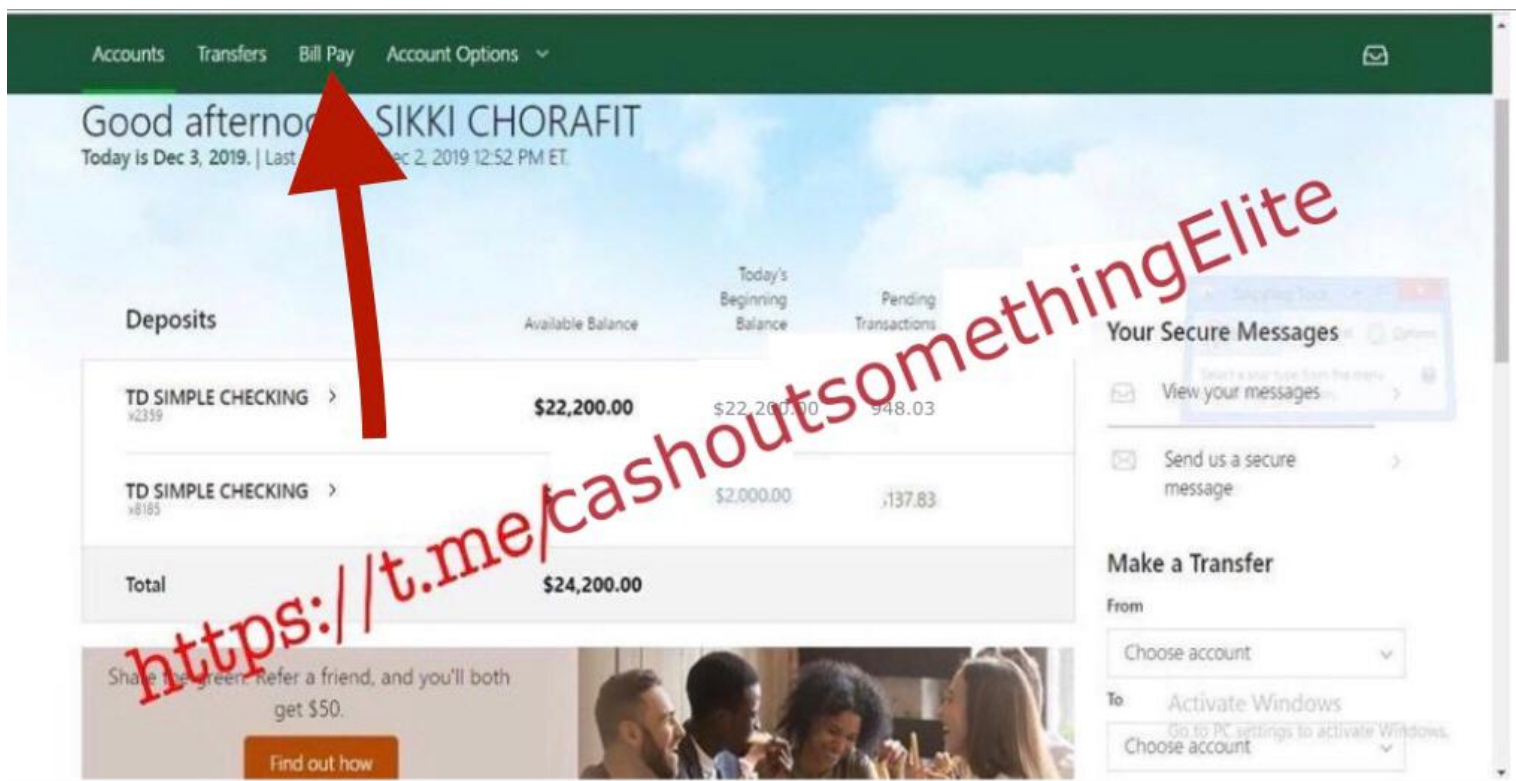 Accounts Transfers Bill Pay Account Options
Good SIKKI CHORAFIT
Today is Dec 3, 2019. | Last 2, 2019 12:52 PM ET.
Today's
Beginning
Balance
Pending
Transactions
Deposits Available Balance
TD SIMPLE CHECKING $22,200.00 948.03
x2359
TD SIMPLE CHECKING $2,000.00 137.83
x8185
Total $24,200.00
https://t.me/cashoutsomethingElite
Your Secure Messages
View your messages
Send us a secure
message
Make a Transfer
From
Choose account
To
Choose account
Snipping Tool
Options
Activate Windows
Go to PC settings to activate Windows.
Share the green. Refer a friend, and you'll both
get $50.
Find out how